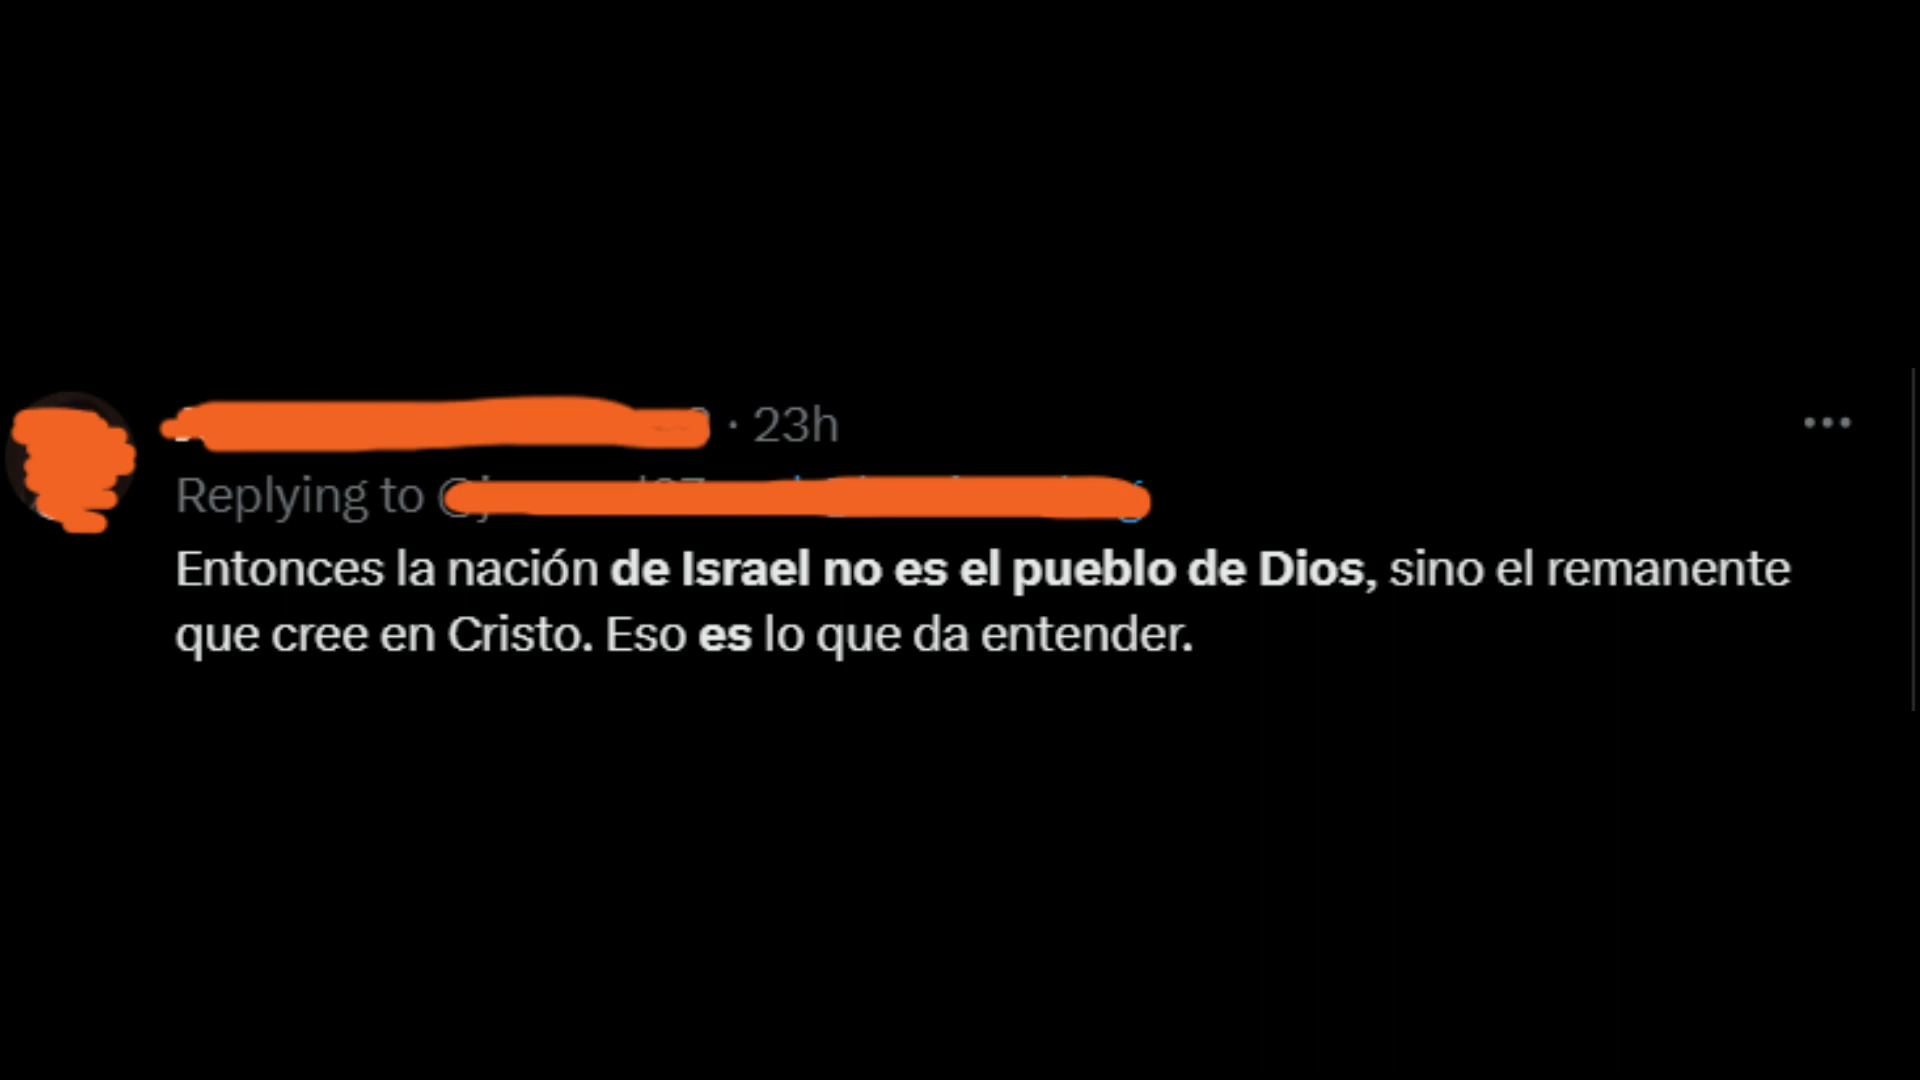 · 23h
Replying to
Entonces la nación de Israel no es el pueblo de Dios, sino el remanente
que cree en Cristo. Eso es lo que da entender.